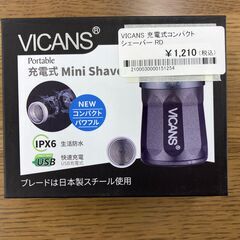 VICANS®
Portable
充電式 Mini Shave
NEW
コンパクト
パワフル
IPX6 生活防水
USB 快速充電
USB充電式
ブレードは日本製スチール使用
VICANS 充電式コンパクト
シェーバー RD
￥1,210(税込)
2100030000151254